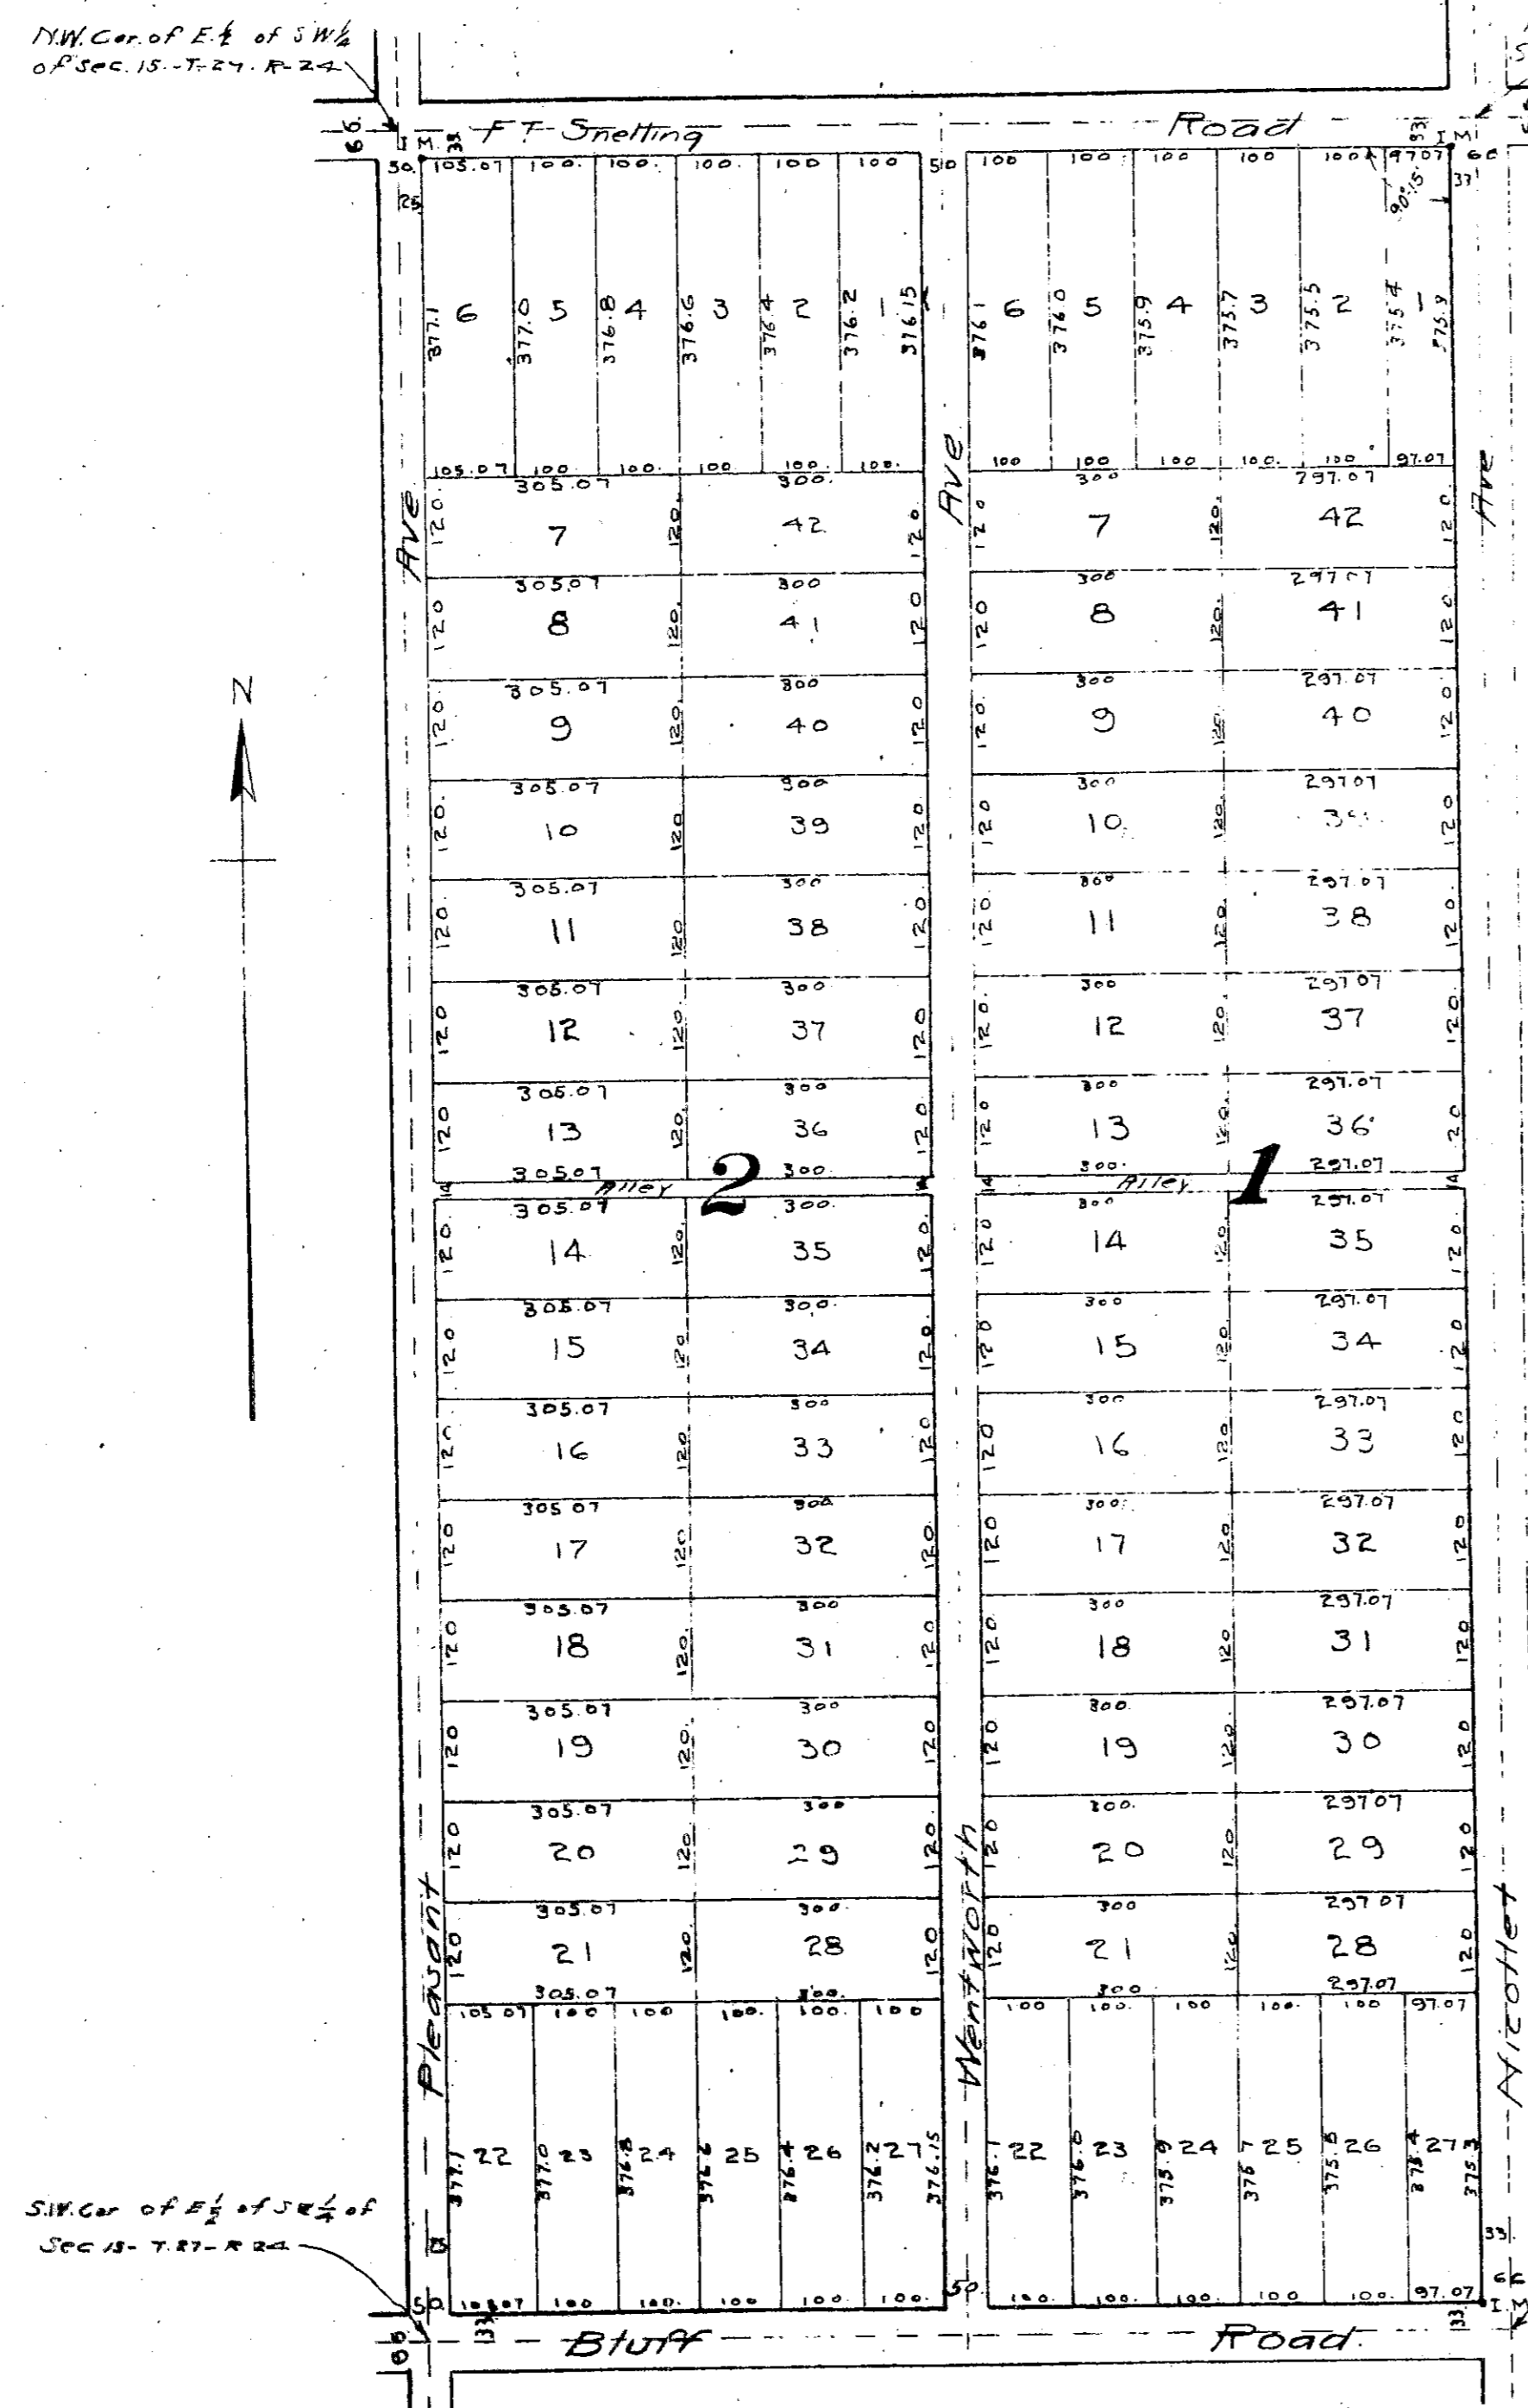 N.W. Cor. of E.½ of S W¼
of Sec. 15.-T-27. R-24
66.
I M. 33 F T. Snelling Road 33 I M
50. 105.07 100. 100. 100. 100 100 50 100 100 100 100 100 97.07 66
25 33
90°15'
377.1 6 377.0 5 376.8 4 376.6 3 376.4 2 376.2 1 376.15
376.1 6 376.0 5 375.9 4 375.7 3 375.5 2 375.4 1
105.07 100. 100. 100 100. 100. 100 100 100 100. 100 97.07
Ave Ave Ave
305.07 300. 300 297.07
120. 7 120. 42 120. 120 7 120. 42 120
305.07 300 300 297.07
120 8 120. 41 120 120 8 120. 41 120
305.07 300 300 297.07
120. 9 120. 40 120 120. 9 120. 40 120
305.07 300 300 297.07
120. 10 120 39 120. 120 10. 120. 39 120
305.07 300 300 297.07
120. 11 120 38 120. 120. 11 120. 38 120.
305.07 300 300 297.07
120 12 120. 37 120 120. 12 120. 37 120.
305.07 300 300 297.07
120 13 120. 36 120. 120 13 120. 36 120
305.07 300. 300. 297.07
14 Alley 2 14 14 Alley 1 14
305.07 300. 300 297.07
120. 14 120. 35 120. 120 14 120. 35 120.
305.07 300. 300 297.07
120 15 120 34 120. 120 15 120. 34 120
305.07 300 300 297.07
120. 16 120. 33 120 120 16 120. 33 120
305.07 300 300. 297.07
120 17 120. 32 120 120 17 120. 32 120
305.07 300 300 297.07
120 18 120. 31 120 120. 18 120 31 120
305.07 300 300. 297.07
120 19 120. 30 120 120. 19 120. 30 120
305.07 300 300. 297.07
120 20 120. 29 120. 120 20 120. 29 120
305.07 300. 300 297.07
120 21 120. 28 120 120 21 120. 28 120
305.07 300. 300 297.07
Pleasant Wentworth Nicollet
105.07 100 100 100. 100. 100 100 100. 100 100. 100 97.07
377.1 22 377.0 23 376.8 24 376.6 25 376.4 26 376.2 27 376.15
376.1 22 376.0 23 375.9 24 375.7 25 375.5 26 375.4 27 375.3
S.W. Cor of E½ of SW¼ of
Sec 15- T.27- R 24
33
66
50 105.07 100 100. 100 100. 100. 50. 100. 100. 100. 100 100. 97.07 I.M
66 33 Bluff Road. 33
N